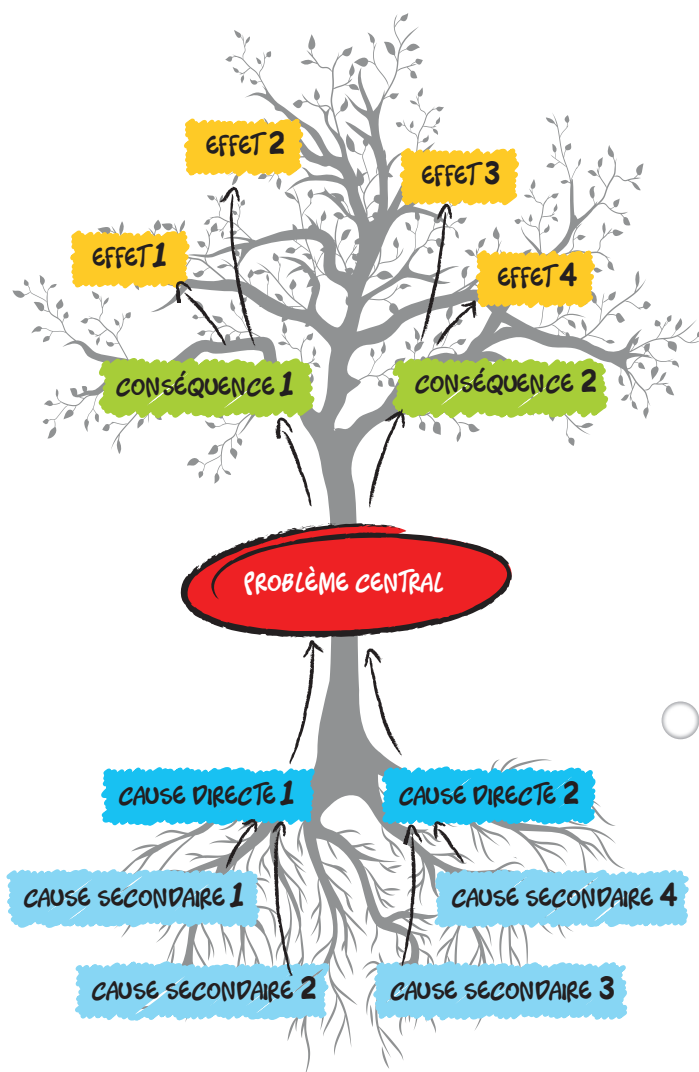 EFFET 2
EFFET 3
EFFET 1
EFFET 4
CONSÉQUENCE 1
CONSÉQUENCE 2
PROBLÈME CENTRAL
CAUSE DIRECTE 1
CAUSE DIRECTE 2
CAUSE SECONDAIRE 1
CAUSE SECONDAIRE 4
CAUSE SECONDAIRE 2
CAUSE SECONDAIRE 3